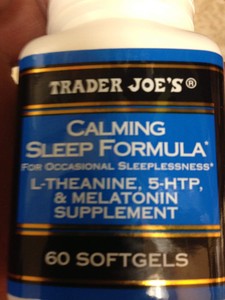 TRADER JOE'S®
CALMING
SLEEP FORMULA*
FOR OCCASIONAL SLEEPLESSNESS*
L-THEANINE, 5-HTP,
& MELATONIN
SUPPLEMENT
60 SOFTGELS